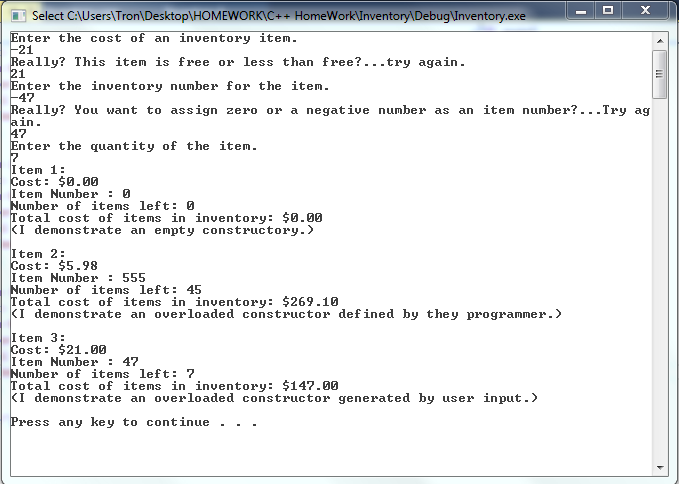 Select C:\Users\Tron\Desktop\HOMEWORK\C++ HomeWork\Inventory\Debug\Inventory.exe
Enter the cost of an inventory item.
-21
Really? This item is free or less than free?...try again.
21
Enter the inventory number for the item.
-47
Really? You want to assign zero or a negative number as an item number?...Try ag
ain.
47
Enter the quantity of the item.
7
Item 1:
Cost: $0.00
Item Number : 0
Number of items left: 0
Total cost of items in inventory: $0.00
(I demonstrate an empty constructory.)
Item 2:
Cost: $5.98
Item Number : 555
Number of items left: 45
Total cost of items in inventory: $269.10
(I demonstrate an overloaded constructor defined by they programmer.)
Item 3:
Cost: $21.00
Item Number : 47
Number of items left: 7
Total cost of items in inventory: $147.00
(I demonstrate an overloaded constructor generated by user input.)
Press any key to continue . . .